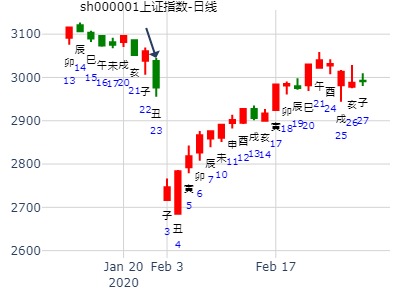 sh000001上证指数-日线
3100
3000
2900
2800
2700
2600
卯
13
辰
14
巳
15
午
16
未
17
戌
20
亥
21
子
22
丑
23
寅
3
丑
4
寅
5
卯
6
辰
7
未
10
申
11
酉
12
戌
13
亥
14
寅
17
卯
18
辰
19
巳
20
午
21
酉
24
戌
25
亥
26
子
27
Jan 20
2020
Feb 3
Feb 17